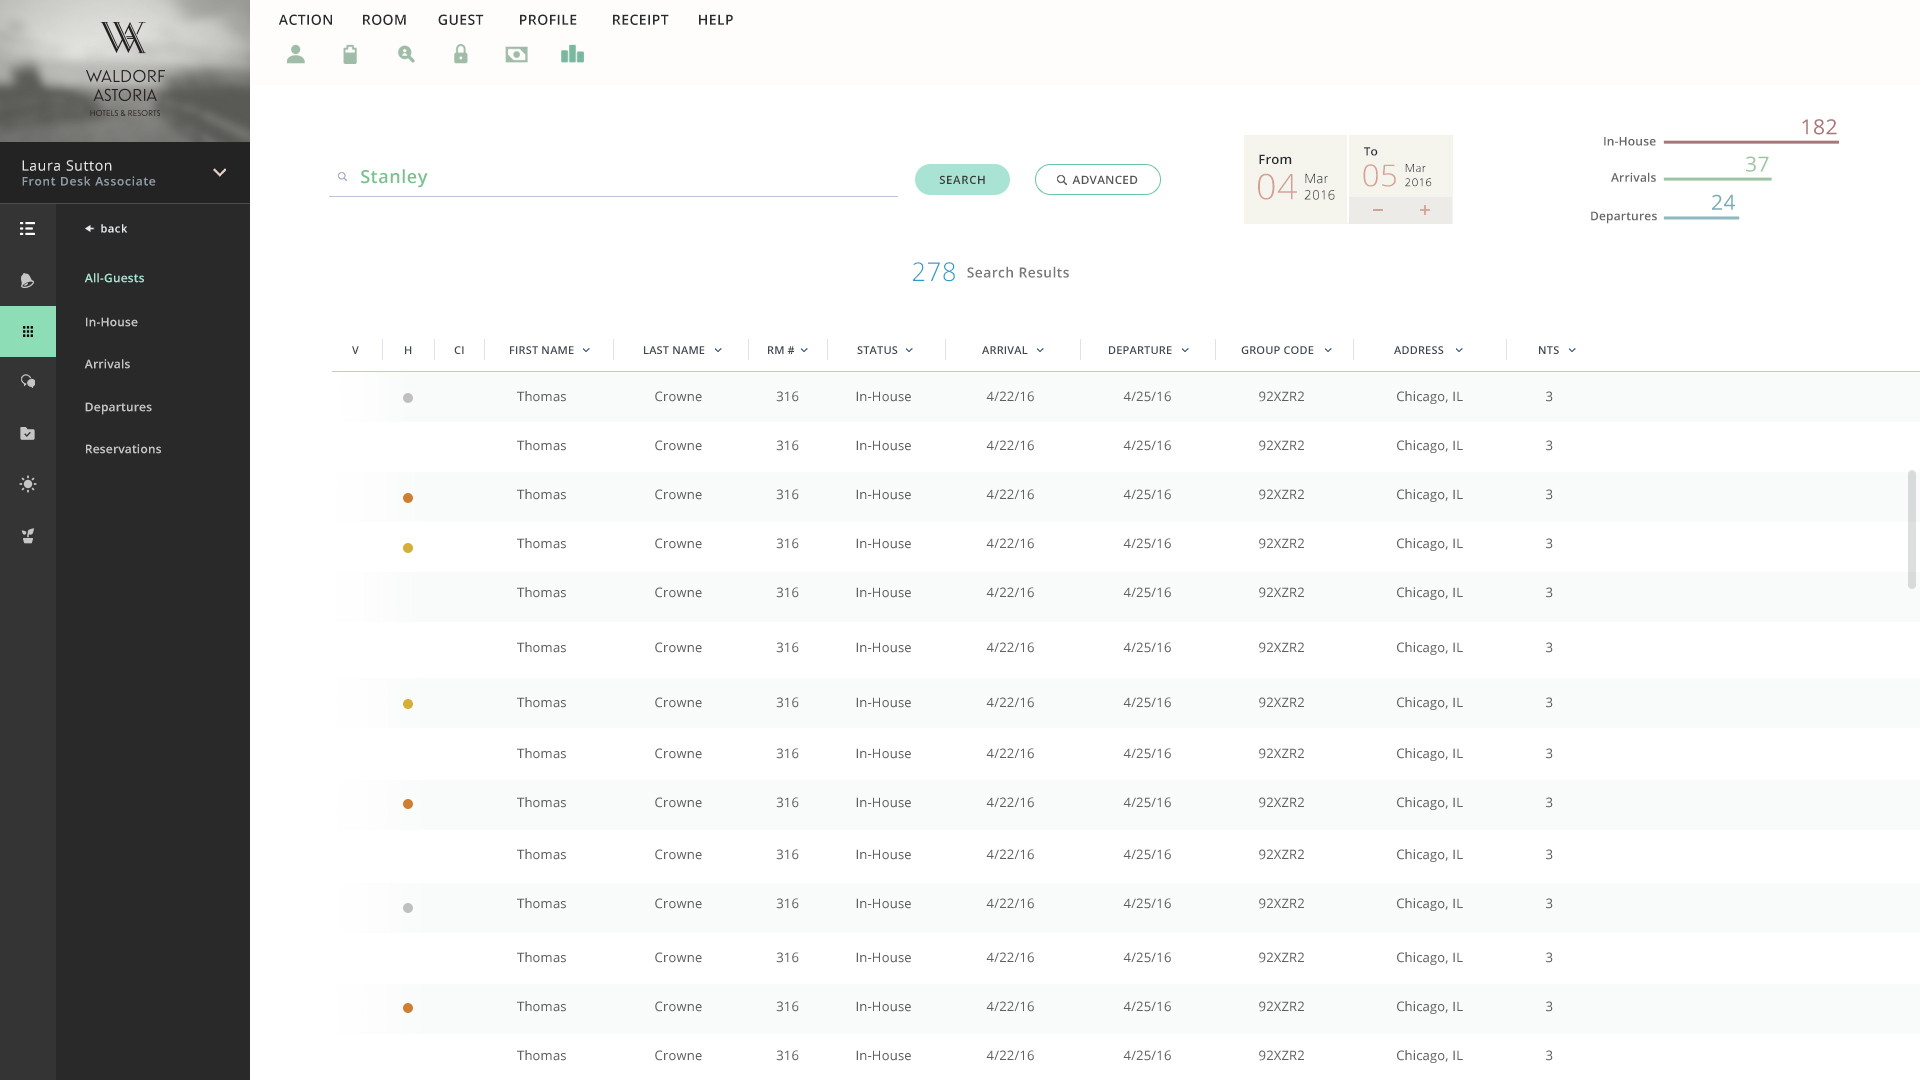 WALDORF
ASTORIA
HOTELS & RESORTS
Laura Sutton
Front Desk Associate
back
All-Guests
In-House
Arrivals
Departures
Reservations
ACTION ROOM GUEST PROFILE RECEIPT HELP
Stanley
SEARCH
ADVANCED
From
04 Mar 2016
To
05 Mar 2016
− +
In-House 182
Arrivals 37
Departures 24
278 Search Results
V H CI FIRST NAME LAST NAME RM # STATUS ARRIVAL DEPARTURE GROUP CODE ADDRESS NTS
Thomas Crowne 316 In-House 4/22/16 4/25/16 92XZR2 Chicago, IL 3
Thomas Crowne 316 In-House 4/22/16 4/25/16 92XZR2 Chicago, IL 3
Thomas Crowne 316 In-House 4/22/16 4/25/16 92XZR2 Chicago, IL 3
Thomas Crowne 316 In-House 4/22/16 4/25/16 92XZR2 Chicago, IL 3
Thomas Crowne 316 In-House 4/22/16 4/25/16 92XZR2 Chicago, IL 3
Thomas Crowne 316 In-House 4/22/16 4/25/16 92XZR2 Chicago, IL 3
Thomas Crowne 316 In-House 4/22/16 4/25/16 92XZR2 Chicago, IL 3
Thomas Crowne 316 In-House 4/22/16 4/25/16 92XZR2 Chicago, IL 3
Thomas Crowne 316 In-House 4/22/16 4/25/16 92XZR2 Chicago, IL 3
Thomas Crowne 316 In-House 4/22/16 4/25/16 92XZR2 Chicago, IL 3
Thomas Crowne 316 In-House 4/22/16 4/25/16 92XZR2 Chicago, IL 3
Thomas Crowne 316 In-House 4/22/16 4/25/16 92XZR2 Chicago, IL 3
Thomas Crowne 316 In-House 4/22/16 4/25/16 92XZR2 Chicago, IL 3
Thomas Crowne 316 In-House 4/22/16 4/25/16 92XZR2 Chicago, IL 3